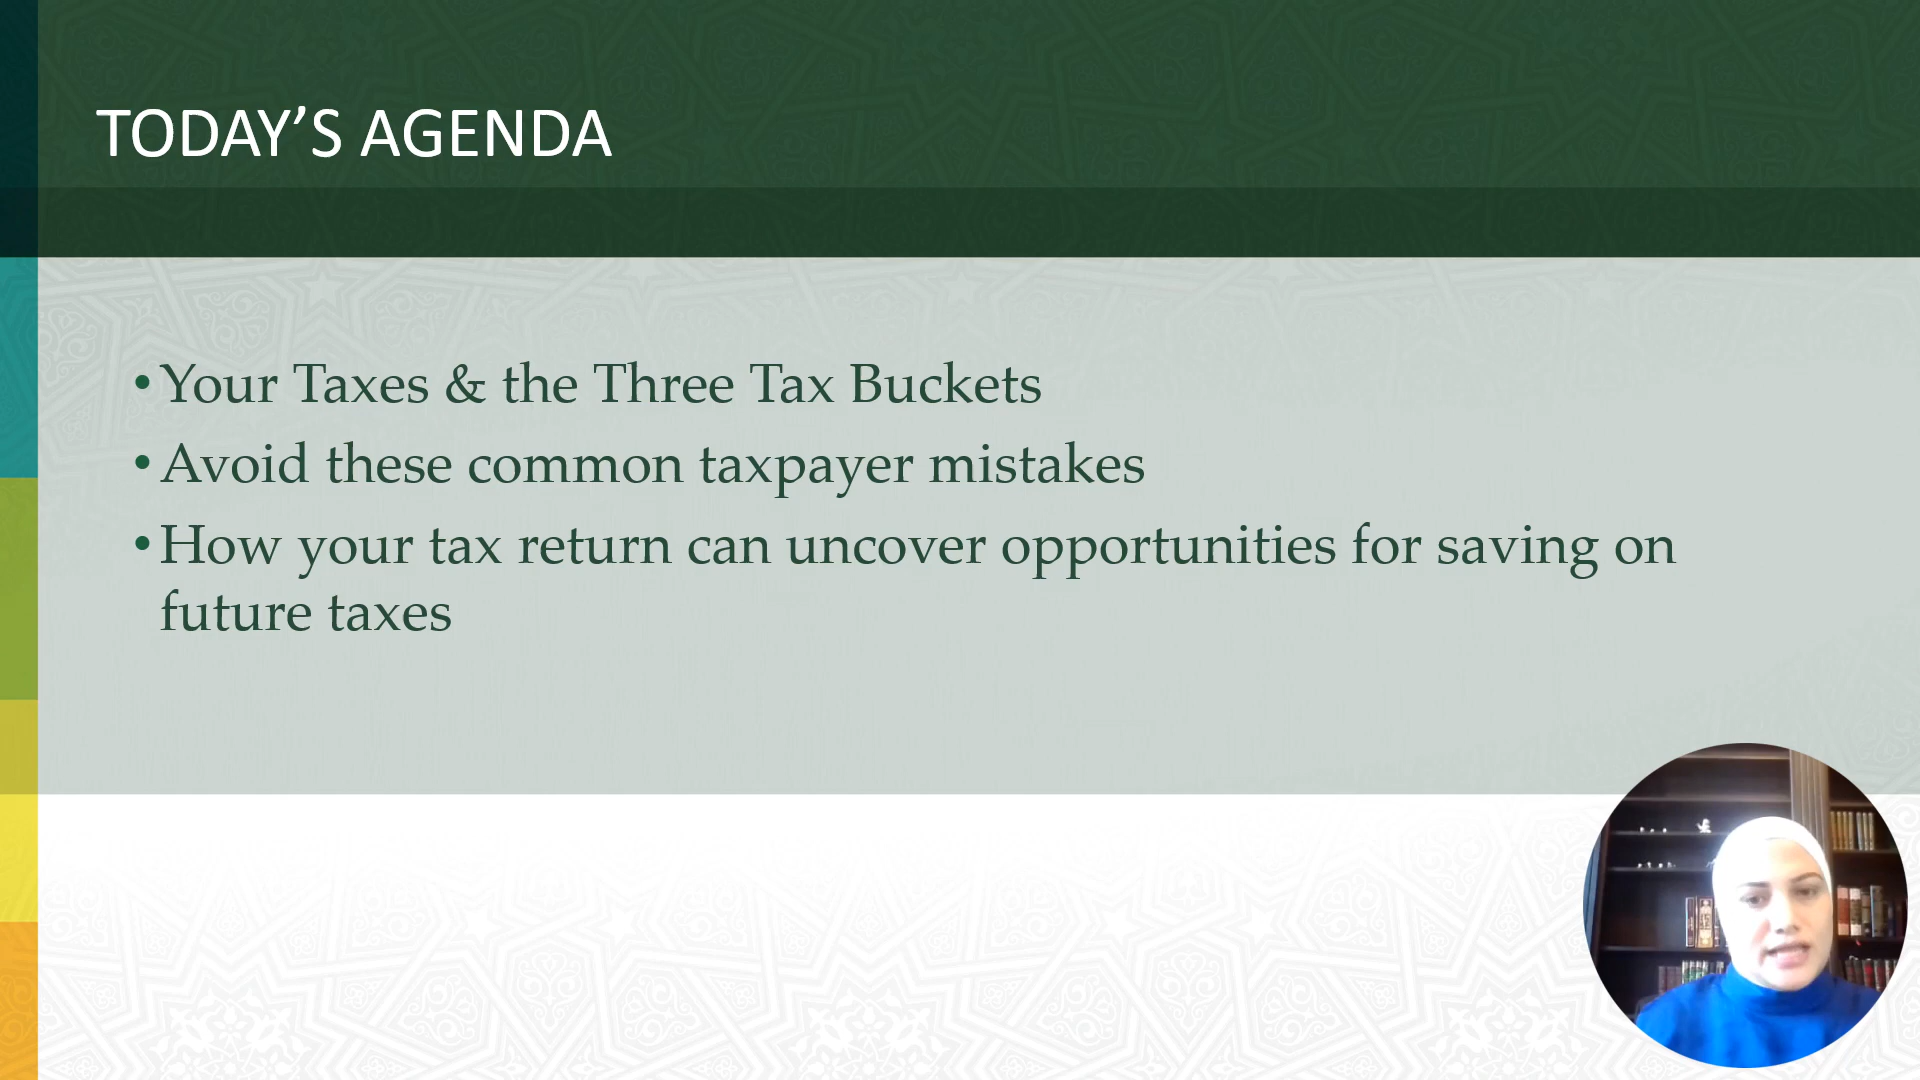 TODAY’S AGENDA
• Your Taxes & the Three Tax Buckets
• Avoid these common taxpayer mistakes
• How your tax return can uncover opportunities for saving on
future taxes